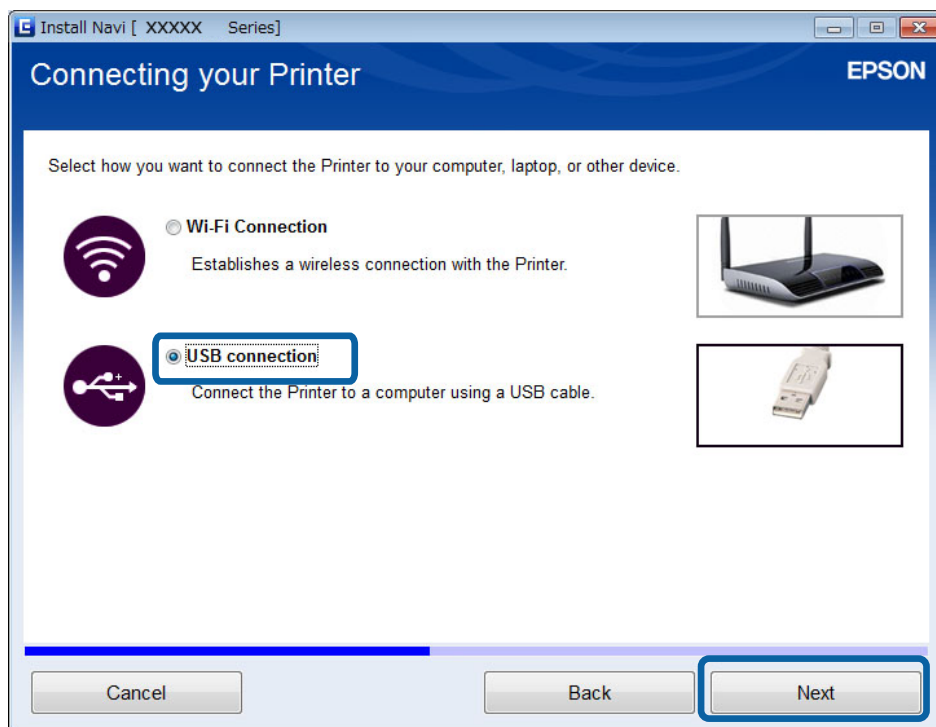 Install Navi [ XXXXX Series]
Connecting your Printer
EPSON
Select how you want to connect the Printer to your computer, laptop, or other device.
Wi-Fi Connection
Establishes a wireless connection with the Printer.
USB connection
Connect the Printer to a computer using a USB cable.
Cancel
Back
Next